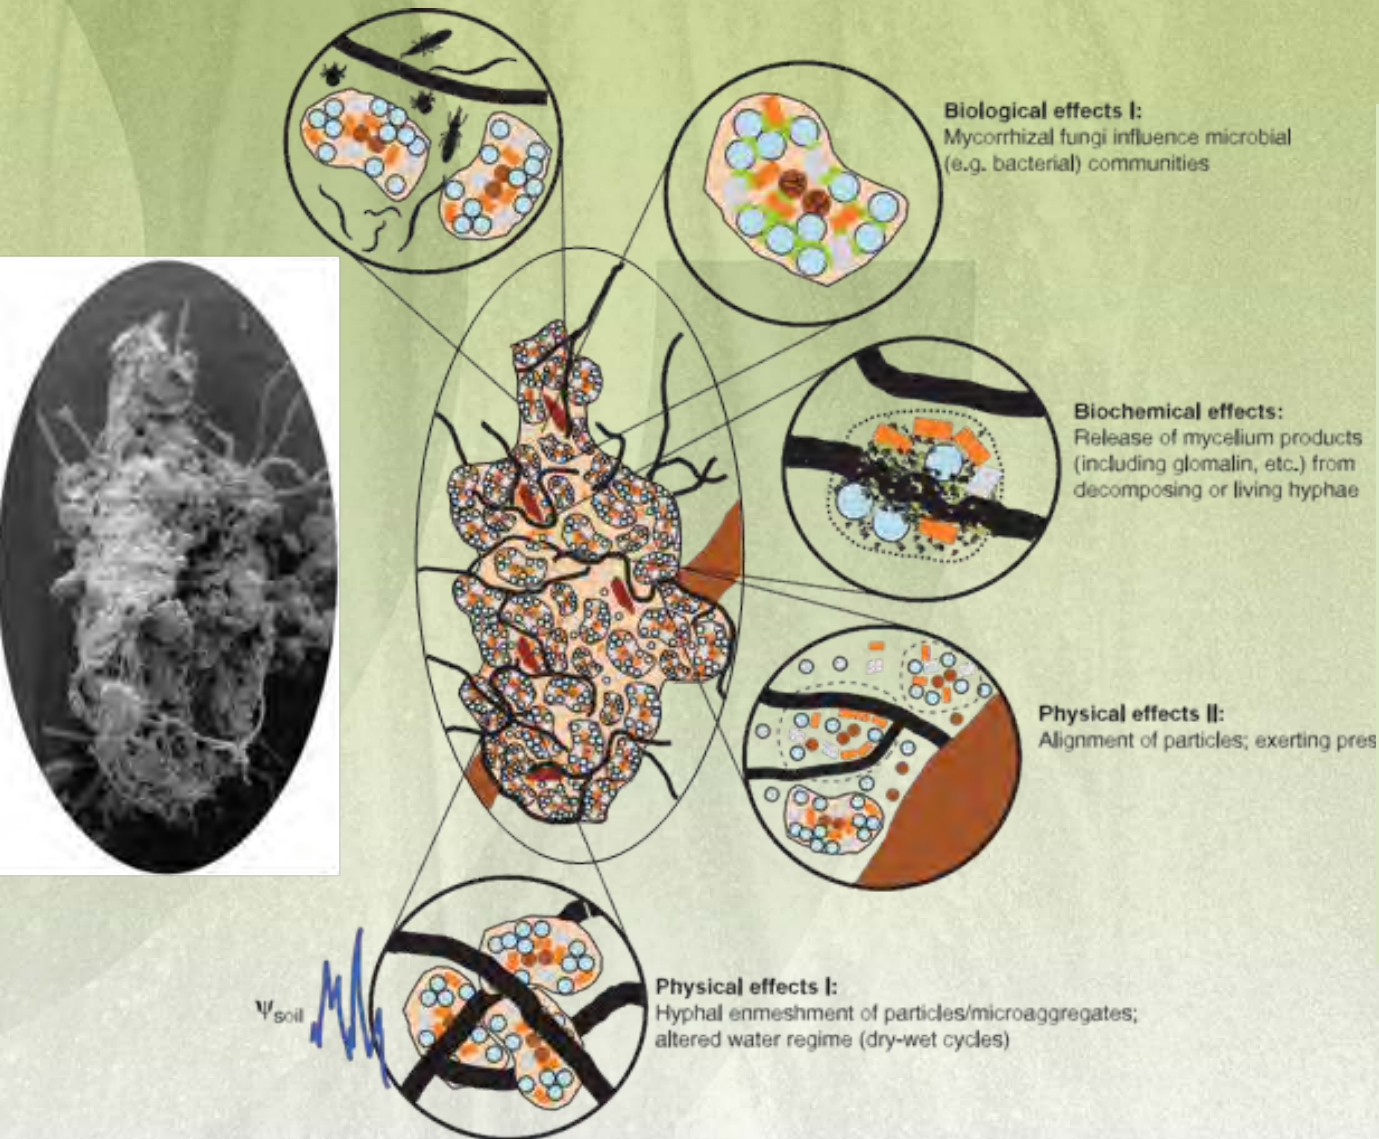 Biological effects I:
Mycorrhizal fungi influence microbial
(e.g. bacterial) communities
Biochemical effects:
Release of mycelium products
(including glomalin, etc.) from
decomposing or living hyphae
Physical effects II:
Alignment of particles; exerting pres
Ψsoil
Physical effects I:
Hyphal enmeshment of particles/microaggregates;
altered water regime (dry-wet cycles)